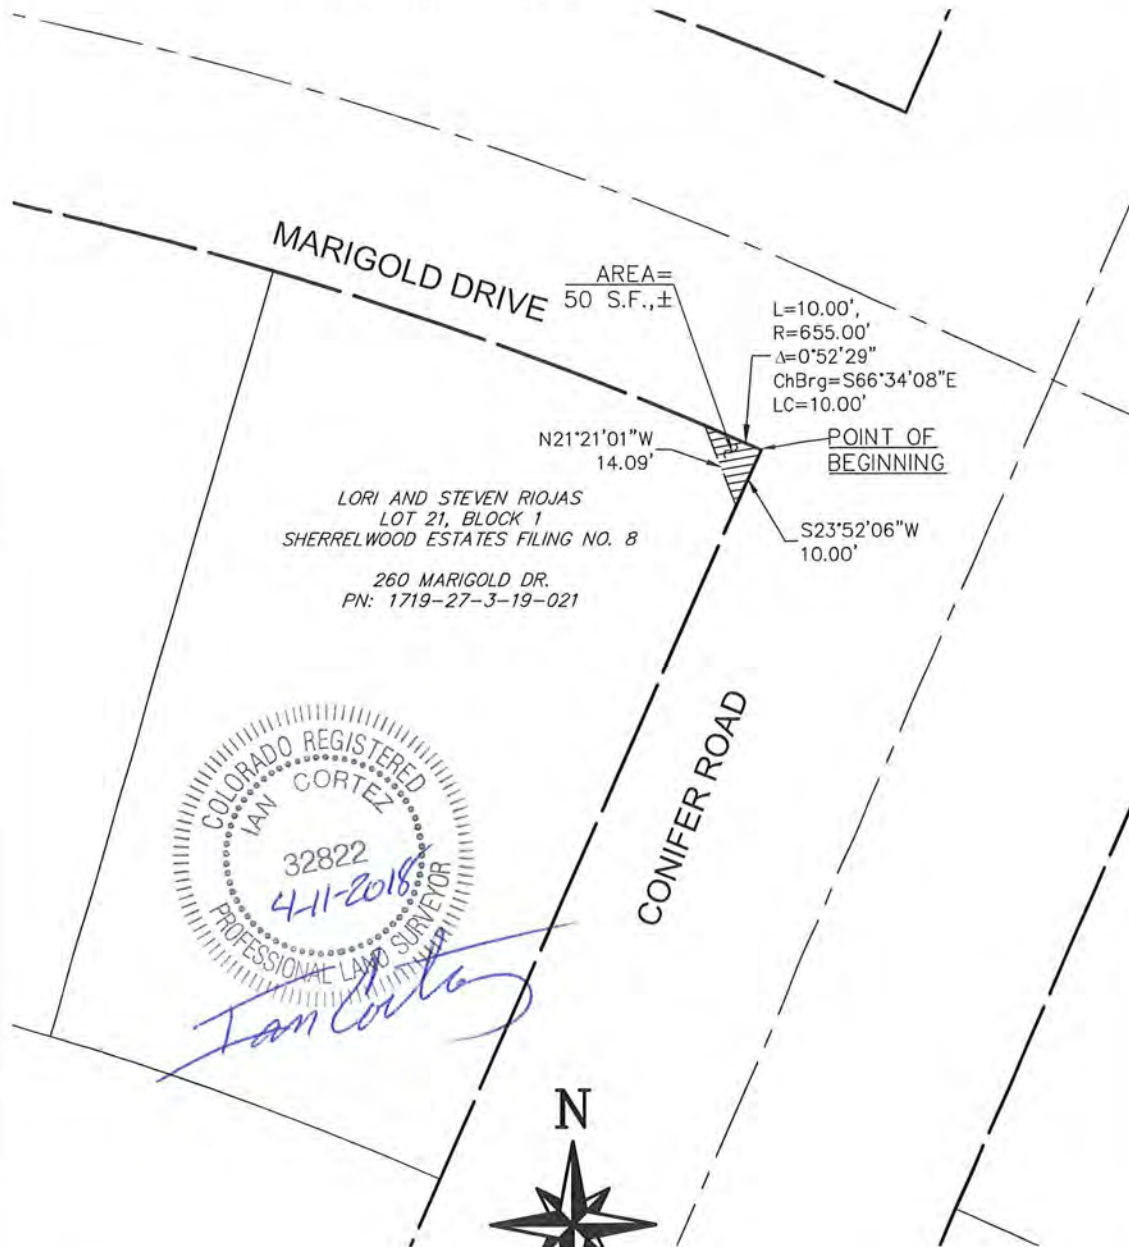 MARIGOLD DRIVE
AREA=
50 S.F.,±
L=10.00',
R=655.00'
Δ=0°52'29"
ChBrg=S66°34'08"E
LC=10.00'
N21°21'01"W
14.09'
POINT OF
BEGINNING
S23°52'06"W
10.00'
LORI AND STEVEN RIOJAS
LOT 21, BLOCK 1
SHERRELWOOD ESTATES FILING NO. 8
260 MARIGOLD DR.
PN: 1719-27-3-19-021
CONIFER ROAD
COLORADO REGISTERED
IAN CORTEZ
32822
4-11-2018
PROFESSIONAL LAND SURVEYOR
Ian Cortez
N